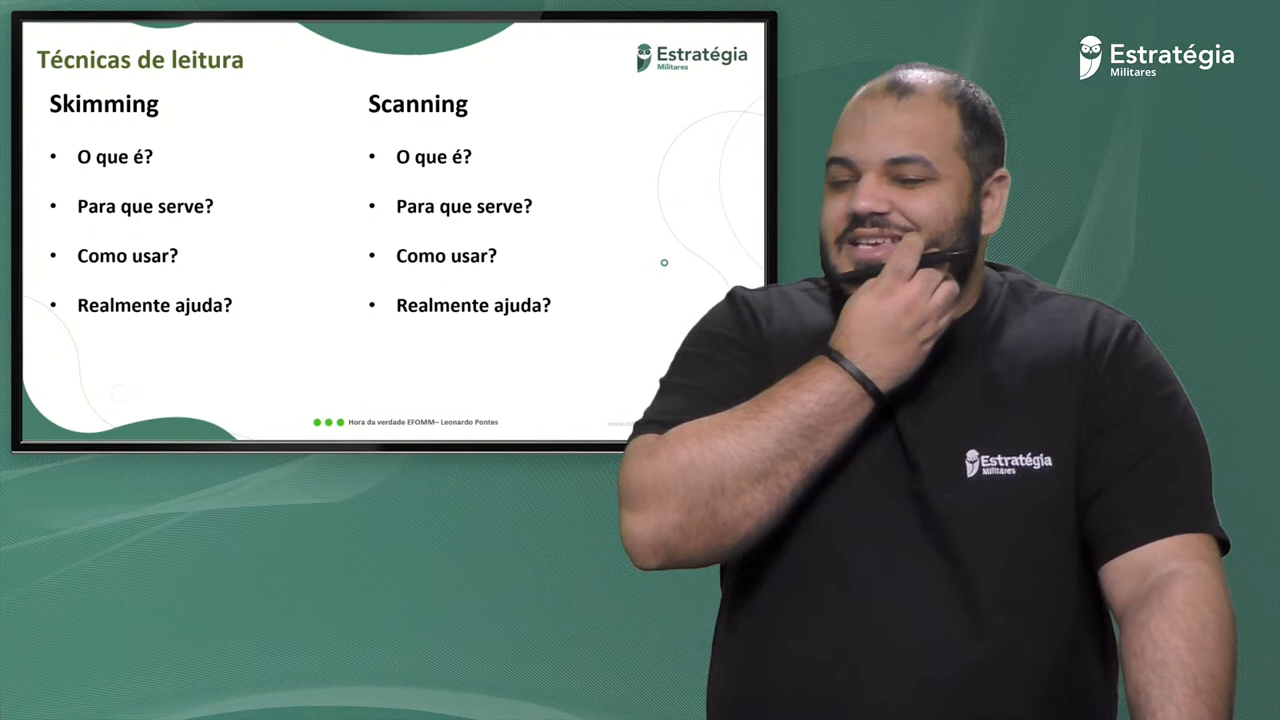 Técnicas de leitura
Estratégia
Militares
Skimming
• O que é?
• Para que serve?
• Como usar?
• Realmente ajuda?
Scanning
• O que é?
• Para que serve?
• Como usar?
• Realmente ajuda?
Hora da verdade EFOMM– Leonardo Pontes
Estratégia
Militares
Estratégia
Militares